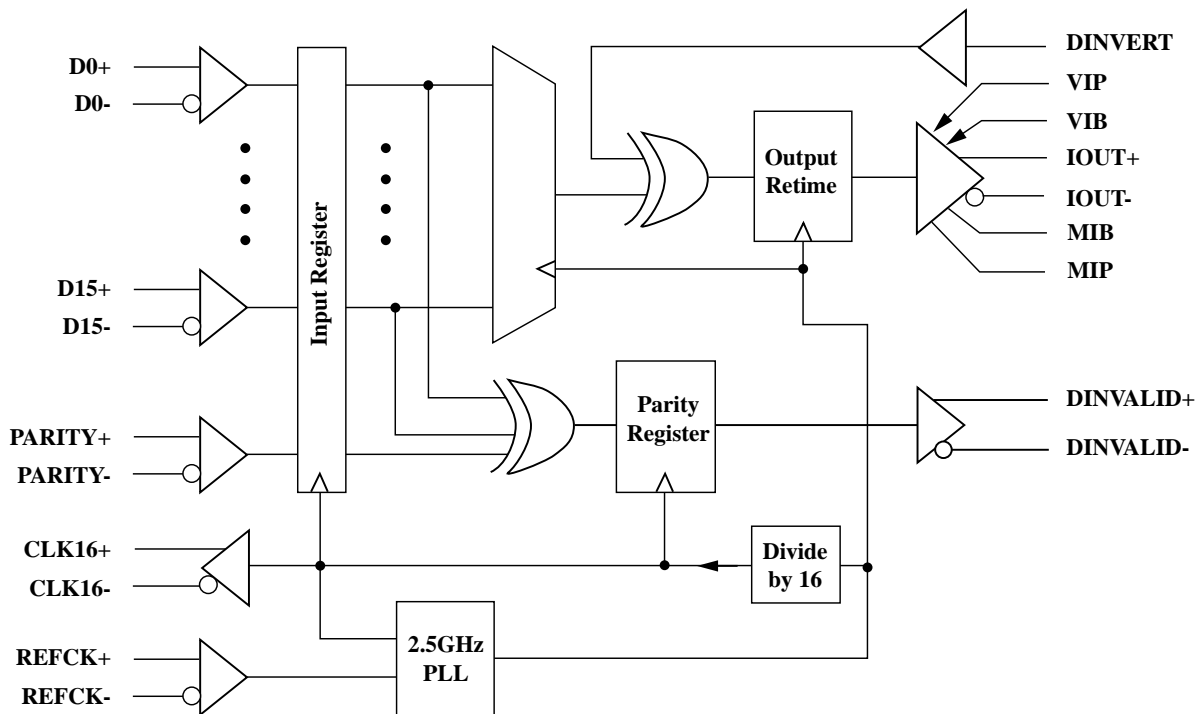 D0+
D0-
D15+
D15-
PARITY+
PARITY-
CLK16+
CLK16-
REFCK+
REFCK-
Input Register
Output
Retime
Parity
Register
Divide
by 16
2.5GHz
PLL
DINVERT
VIP
VIB
IOUT+
IOUT-
MIB
MIP
DINVALID+
DINVALID-